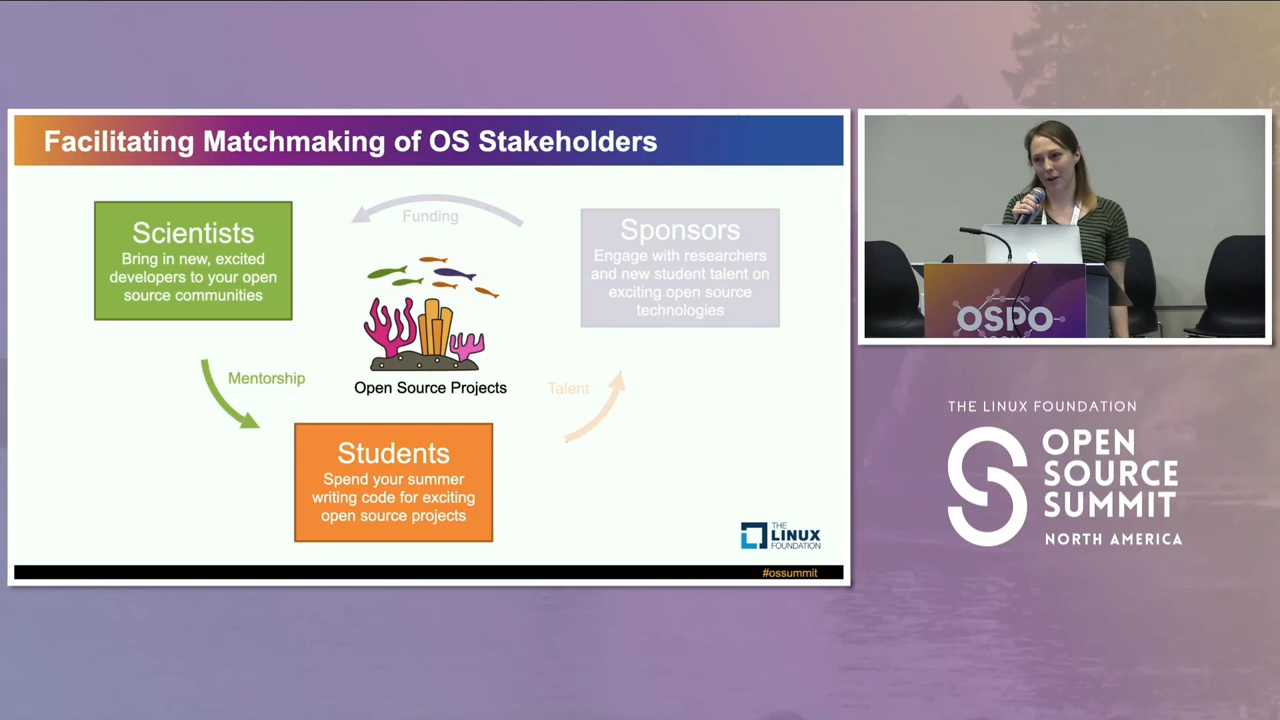 Facilitating Matchmaking of OS Stakeholders
Scientists
Bring in new, excited
developers to your open
source communities
Funding
Sponsors
Engage with researchers
and new student talent on
exciting open source
technologies
Mentorship
Open Source Projects
Talent
Students
Spend your summer
writing code for exciting
open source projects
THE
LINUX
FOUNDATION
#ossummit
OSPO
THE LINUX FOUNDATION
OPEN
SOURCE
SUMMIT
NORTH AMERICA